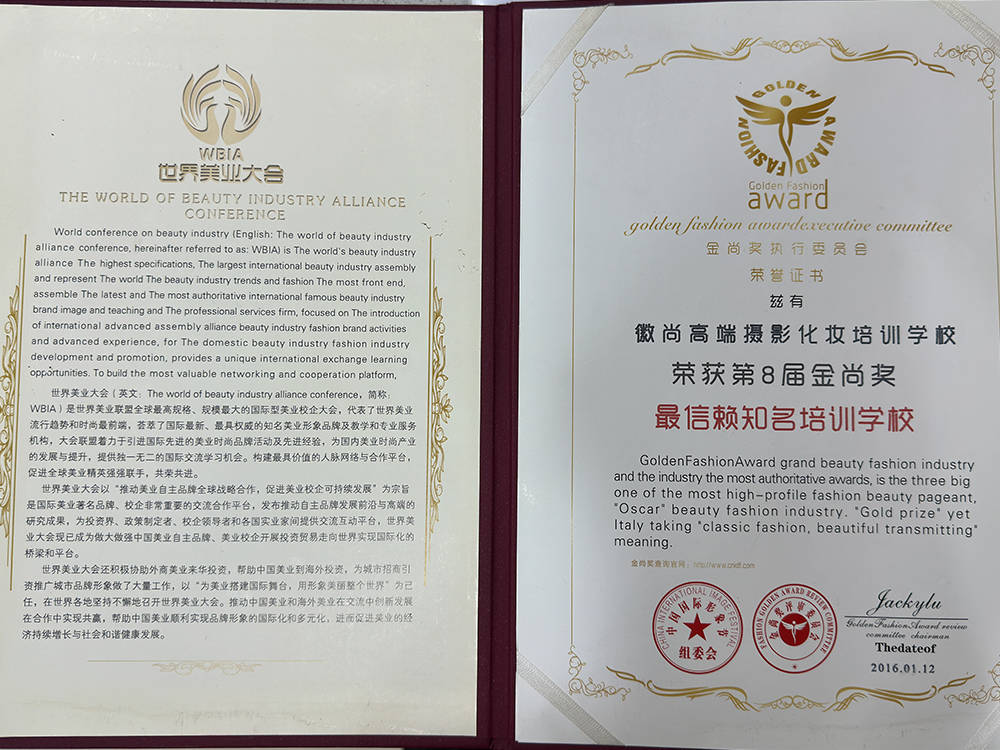 WBIA
世界美业大会
THE WORLD OF BEAUTY INDUSTRY ALLIANCE
CONFERENCE
World conference on beauty industry (English: The world of beauty industry
alliance conference, hereinafter referred to as: WBIA) is The world's beauty industry
alliance The highest specifications, The largest international beauty industry assembly
and represent The world The beauty industry trends and fashion The most front end,
assemble The latest and The most authoritative international famous beauty industry
brand image and teaching and The professional services firm, focused on The introduction
of international advanced assembly alliance beauty industry fashion brand activities
and advanced experience, for The domestic beauty industry fashion industry
development and promotion, provides a unique international exchange learning
opportunities. To build the most valuable networking and cooperation platform,
世界美业大会(英文: The world of beauty industry alliance conference, 简称:
WBIA)是世界美业联盟全球最高规格、规模最大的国际型美业校企大会,代表了世界美业
流行趋势和时尚最前端,荟萃了国际最新、最具权威的知名美业形象品牌及教学和专业服务
机构,大会联盟着力于引进国际先进的美业时尚品牌活动及先进经验,为国内美业时尚产业
的发展与提升,提供独一无二的国际交流学习机会。构建最具价值的人脉网络与合作平台,
促进全球美业精英强强联手,共荣共进。
世界美业大会以“推动美业自主品牌全球战略合作,促进美业校企可持续发展”为宗旨
是国际美业著名品牌、校企非常重要的交流合作平台,发布推动自主品牌发展前沿与高端的
研究成果,为投资界、政策制定者、校企领导者和各国实业家间提供交流互动平台,世界美
业大会现已成为做大做强中国美业自主品牌、美业校企开展投资贸易走向世界实现国际化的
桥梁和平台。
世界美业大会还积极协助外商美业来华投资,帮助中国美业到海外投资,为城市招商引
资推广城市品牌形象做了大量工作,以“为美业搭建国际舞台,用形象美丽整个世界”为己
任,在世界各地坚持不懈地召开世界美业大会。推动中国美业和海外美业在交流中创新发展
在合作中实现共赢,帮助中国美业顺利实现品牌形象的国际化和多元化,进而促进美业的经
济持续增长与社会和谐健康发展。
GOLDEN FASHION AWARD
Golden Fashion
award
golden fashion awardexecutive committee
金尚奖执行委员会
荣誉证书
兹有
徽尚高端摄影化妆培训学校
荣获第8届金尚奖
最信赖知名培训学校
GoldenFashionAward grand beauty fashion industry
and the industry the most authoritative awards, is the three big
one of the most high-profile fashion beauty pageant,
"Oscar" beauty fashion industry. "Gold prize" yet
Italy taking "classic fashion, beautiful transmitting"
meaning.
金尚奖查询官网: http://www.cnidf.com
CHINA INTERNATIONAL IMAGE FESTIVAL
中国国际形象节
组委会
FASHION GOLDEN AWARD REVIEW COMMITTEE
金尚奖评审委员会
Jackylu
GoldenFashionAward review
committee chairman
Thedateof
2016.01.12